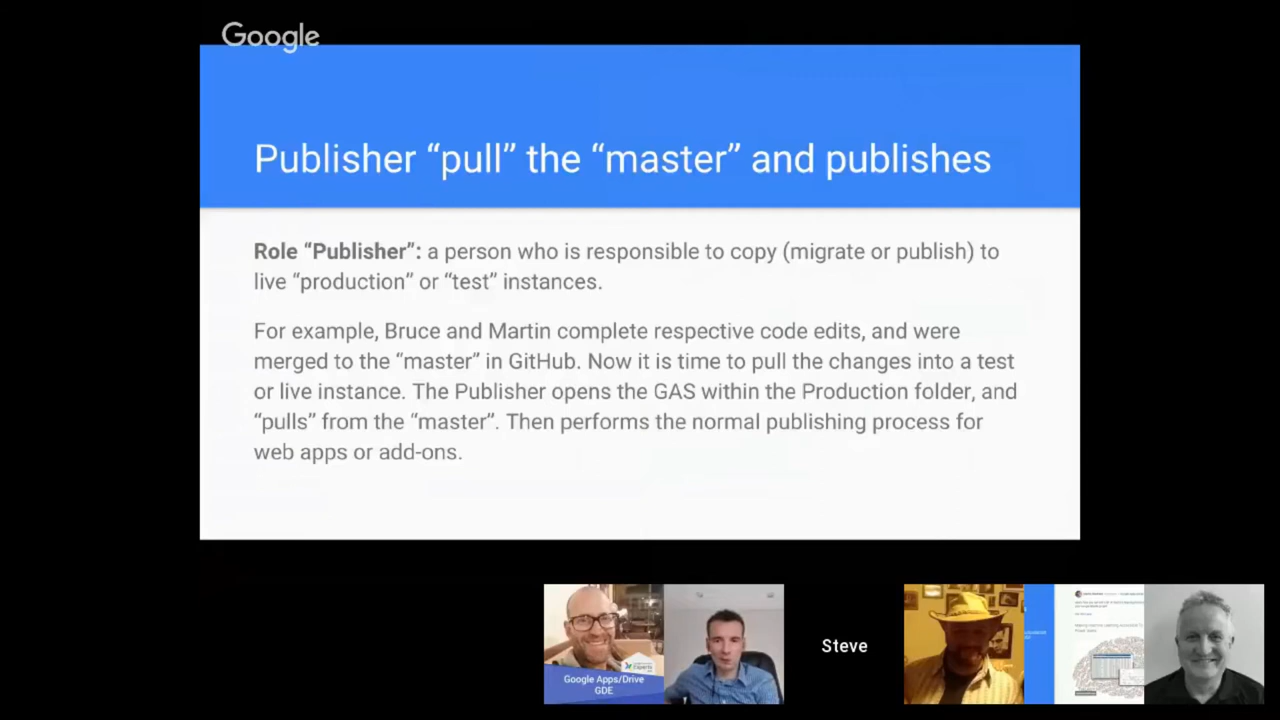 Google
Publisher “pull” the “master” and publishes
Role “Publisher”: a person who is responsible to copy (migrate or publish) to
live “production” or “test” instances.
For example, Bruce and Martin complete respective code edits, and were
merged to the “master” in GitHub. Now it is time to pull the changes into a test
or live instance. The Publisher opens the GAS within the Production folder, and
“pulls” from the “master”. Then performs the normal publishing process for
web apps or add-ons.
Experts
Google Apps/Drive
GDE
Steve